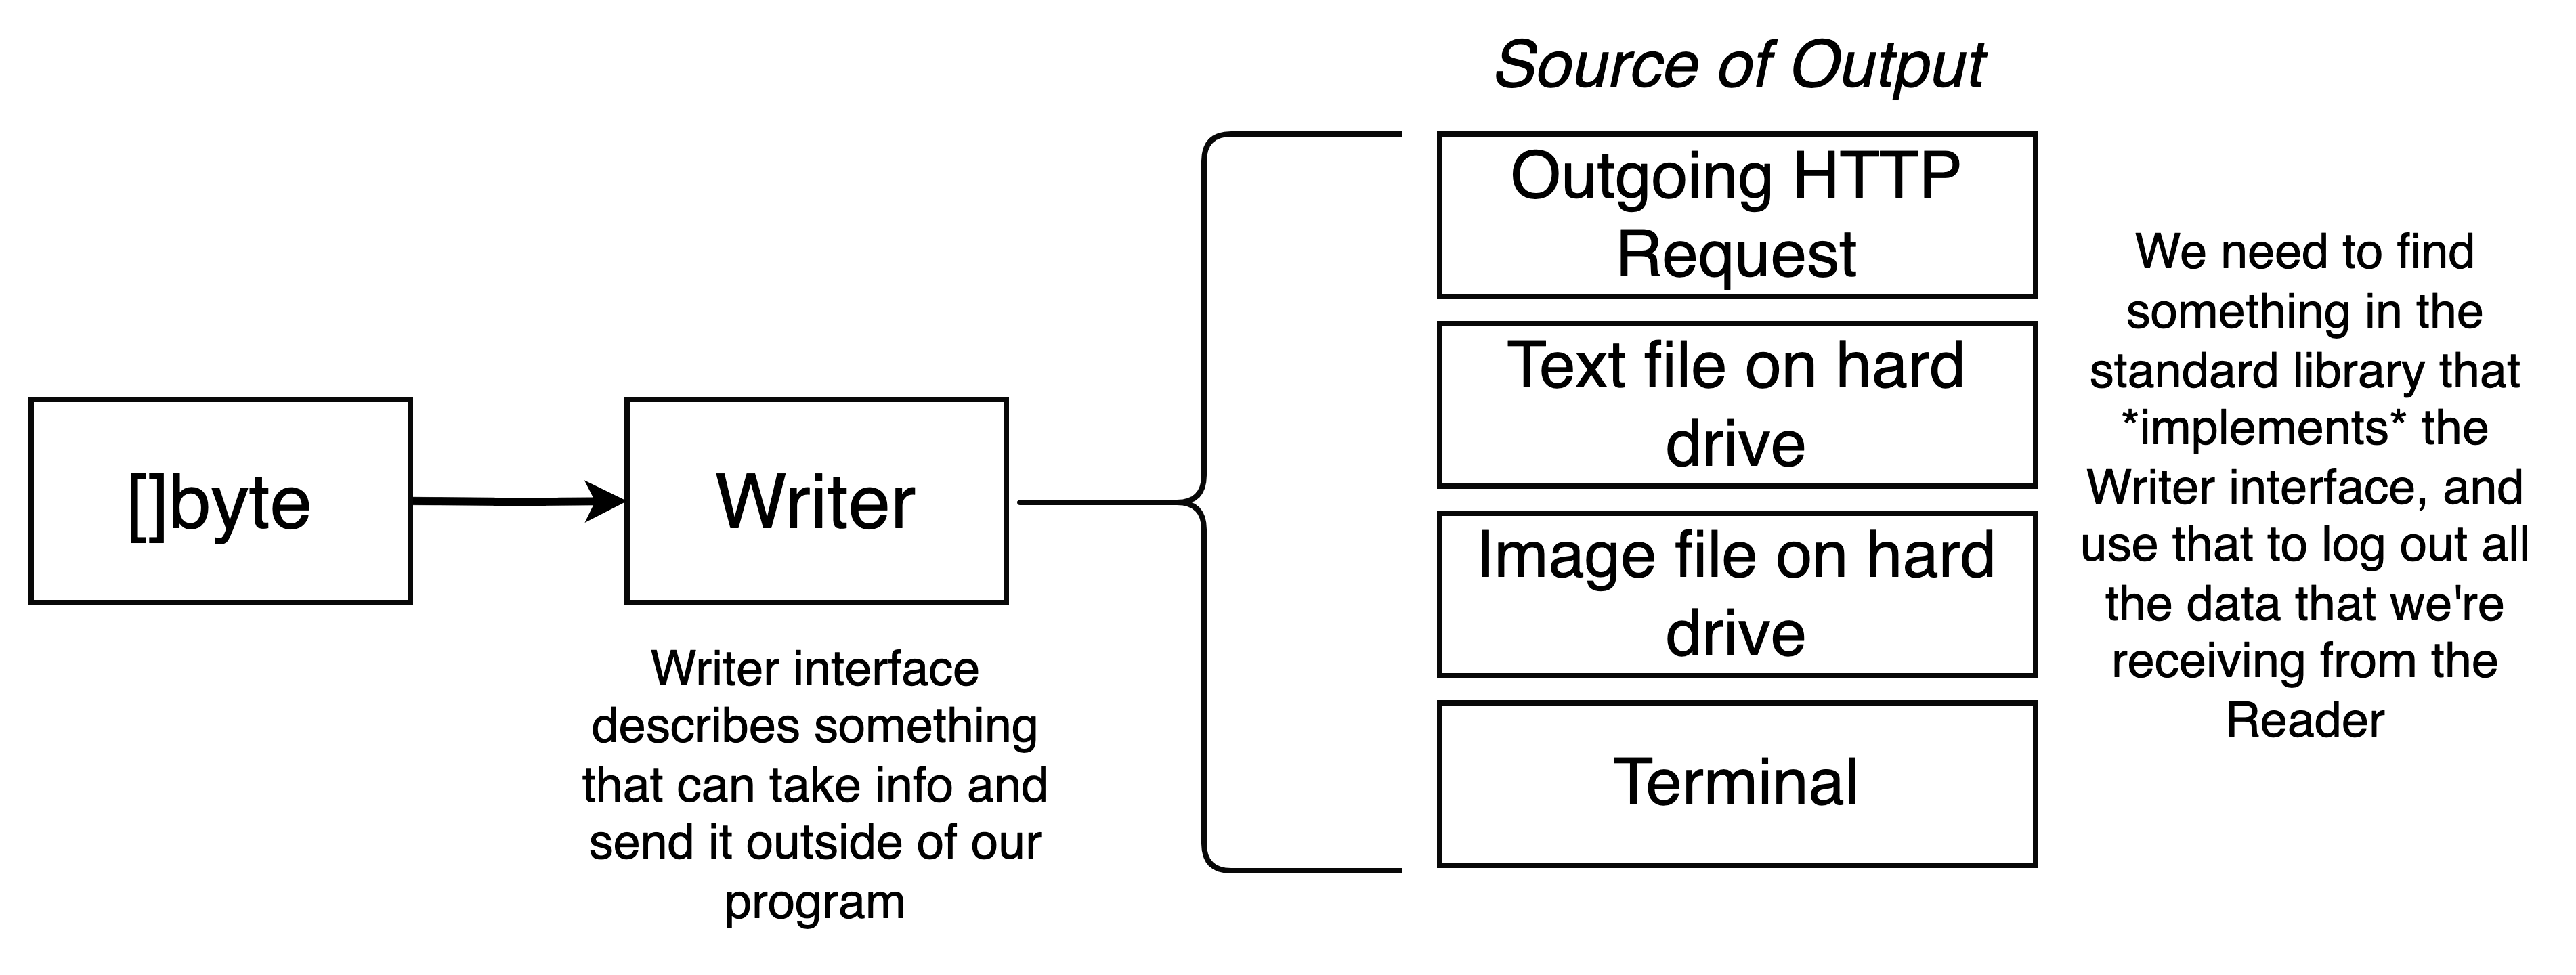 Source of Output
[]byte
Writer
Writer interface
describes something
that can take info and
send it outside of our
program
Outgoing HTTP
Request
Text file on hard
drive
Image file on hard
drive
Terminal
We need to find
something in the
standard library that
*implements* the
Writer interface, and
use that to log out all
the data that we're
receiving from the
Reader